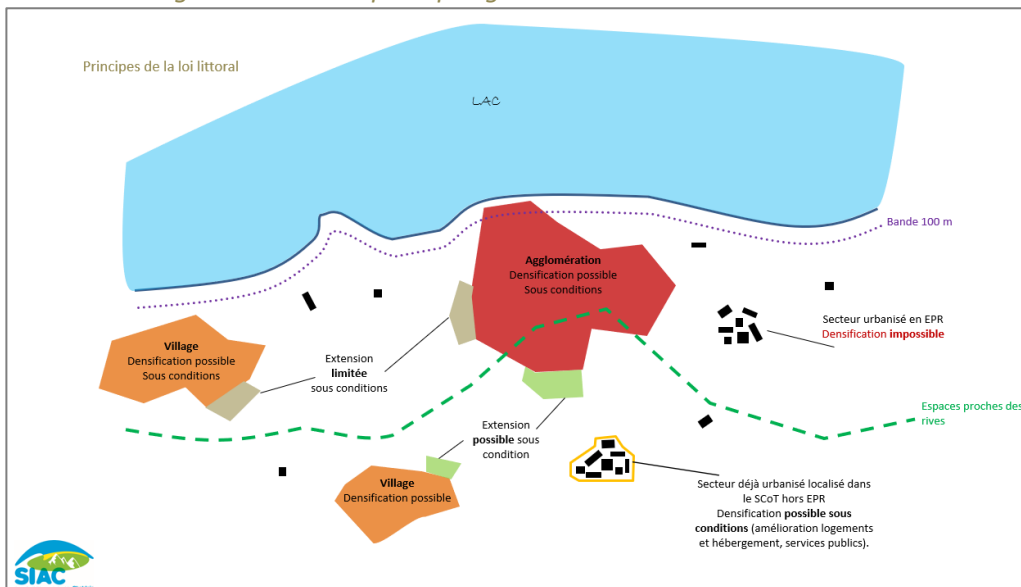 Principes de la loi littoral
LAC
Bande 100 m
Agglomération
Densification possible
Sous conditions
Secteur urbanisé en EPR
Densification impossible
Village
Densification possible
Sous conditions
Extension
limitée
sous conditions
Espaces proches des
rives
Extension
possible sous
condition
Village
Densification possible
Secteur déjà urbanisé localisé dans
le SCoT hors EPR
Densification possible sous
conditions (amélioration logements
et hébergement, services publics).
SIAC